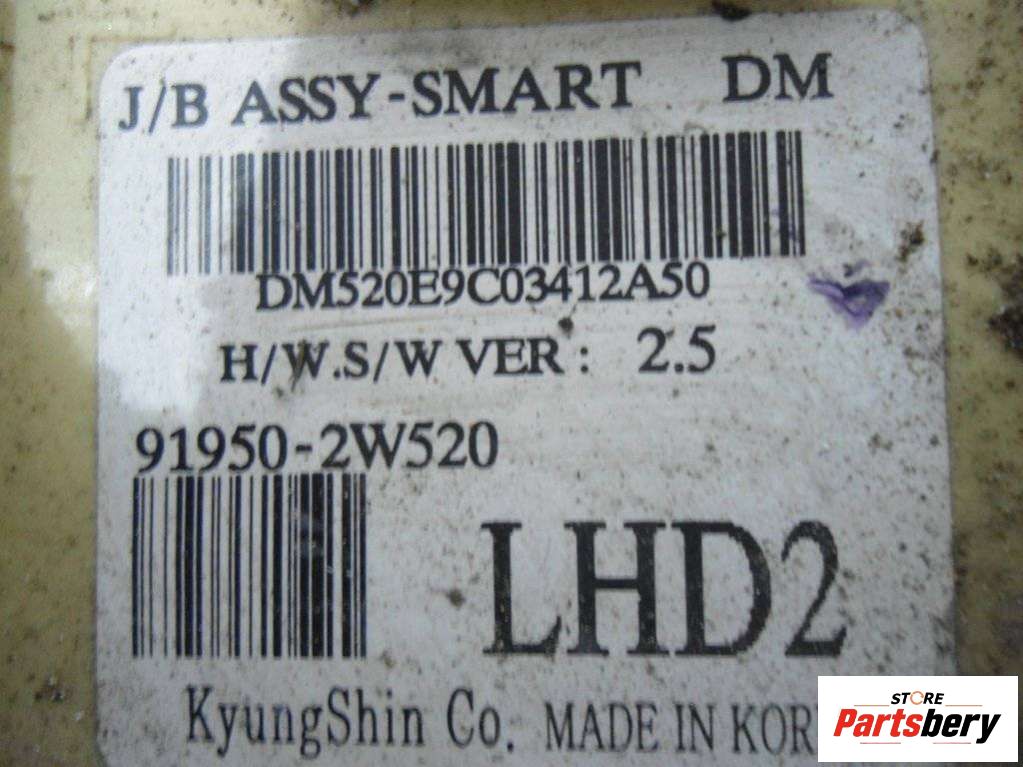 J/B ASSY-SMART DM
DM520E9C03412A50
H/W.S/W VER : 2.5
91950-2W520
LHD2
KyungShin Co. MADE IN KOR
STORE
Partsbery